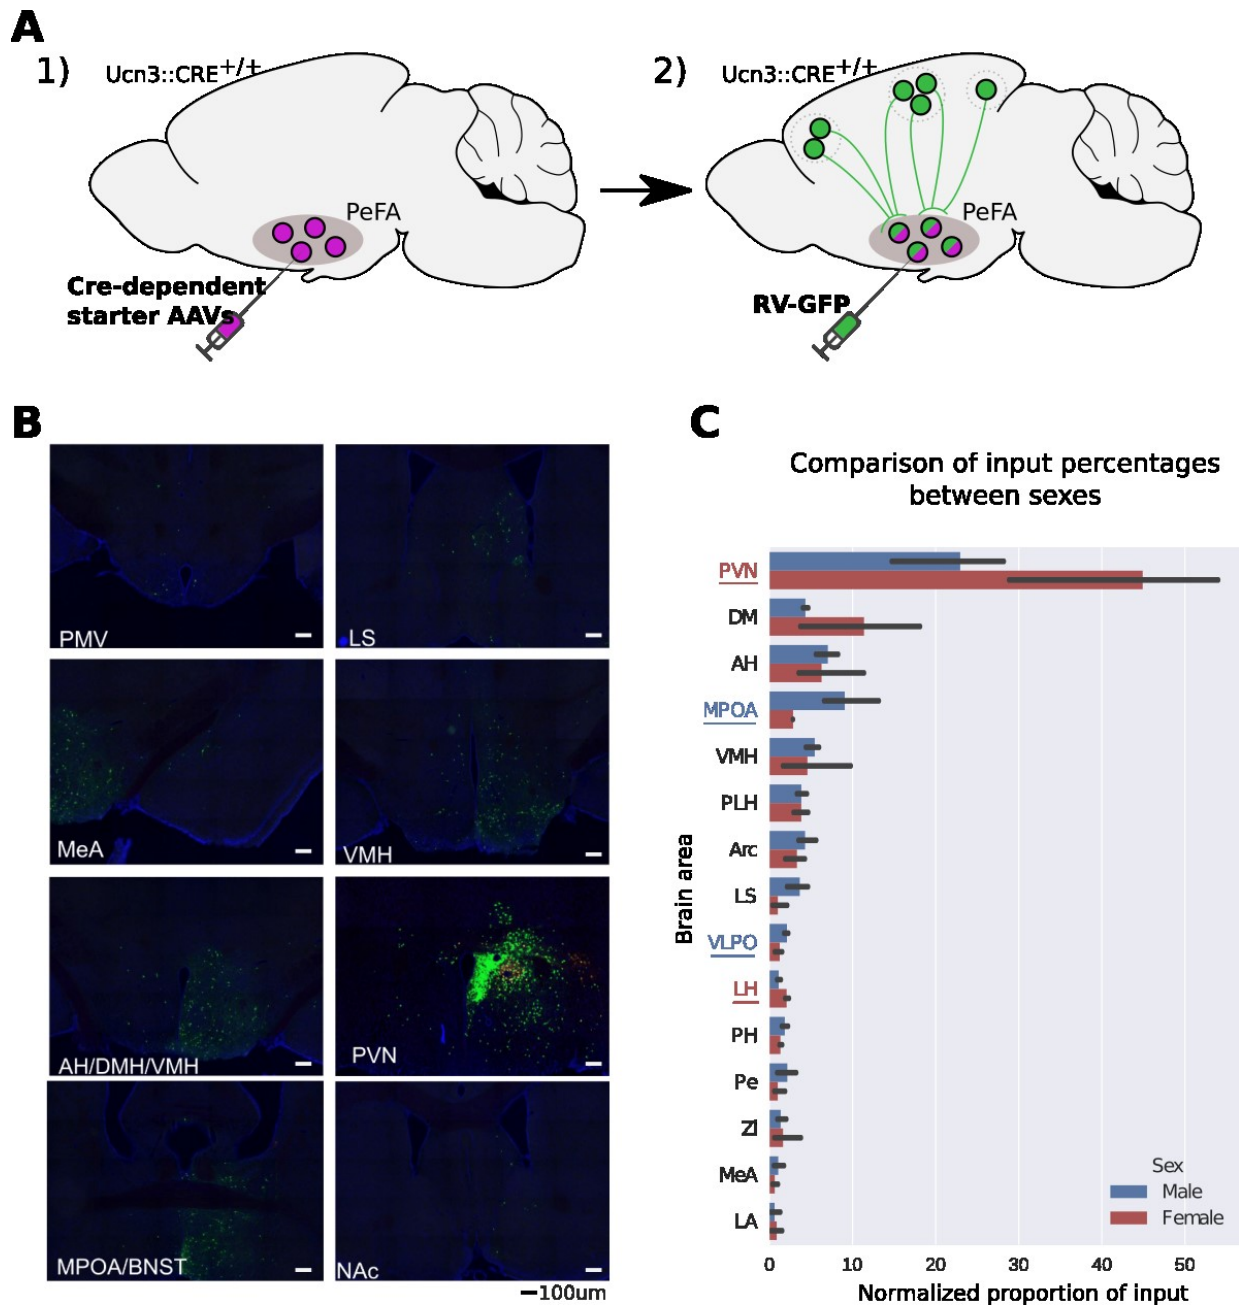 A
1)
Ucn3::CRE+/+
PeFA
Cre-dependent
starter AAVs
2)
Ucn3::CRE+/+
PeFA
RV-GFP
B
PMV
LS
MeA
VMH
AH/DMH/VMH
PVN
MPOA/BNST
NAc
100um
C
Comparison of input percentages
between sexes
Brain area
PVN
DM
AH
MPOA
VMH
PLH
Arc
LS
VLPO
LH
PH
Pe
ZI
MeA
LA
Sex
Male
Female
0 10 20 30 40 50
Normalized proportion of input